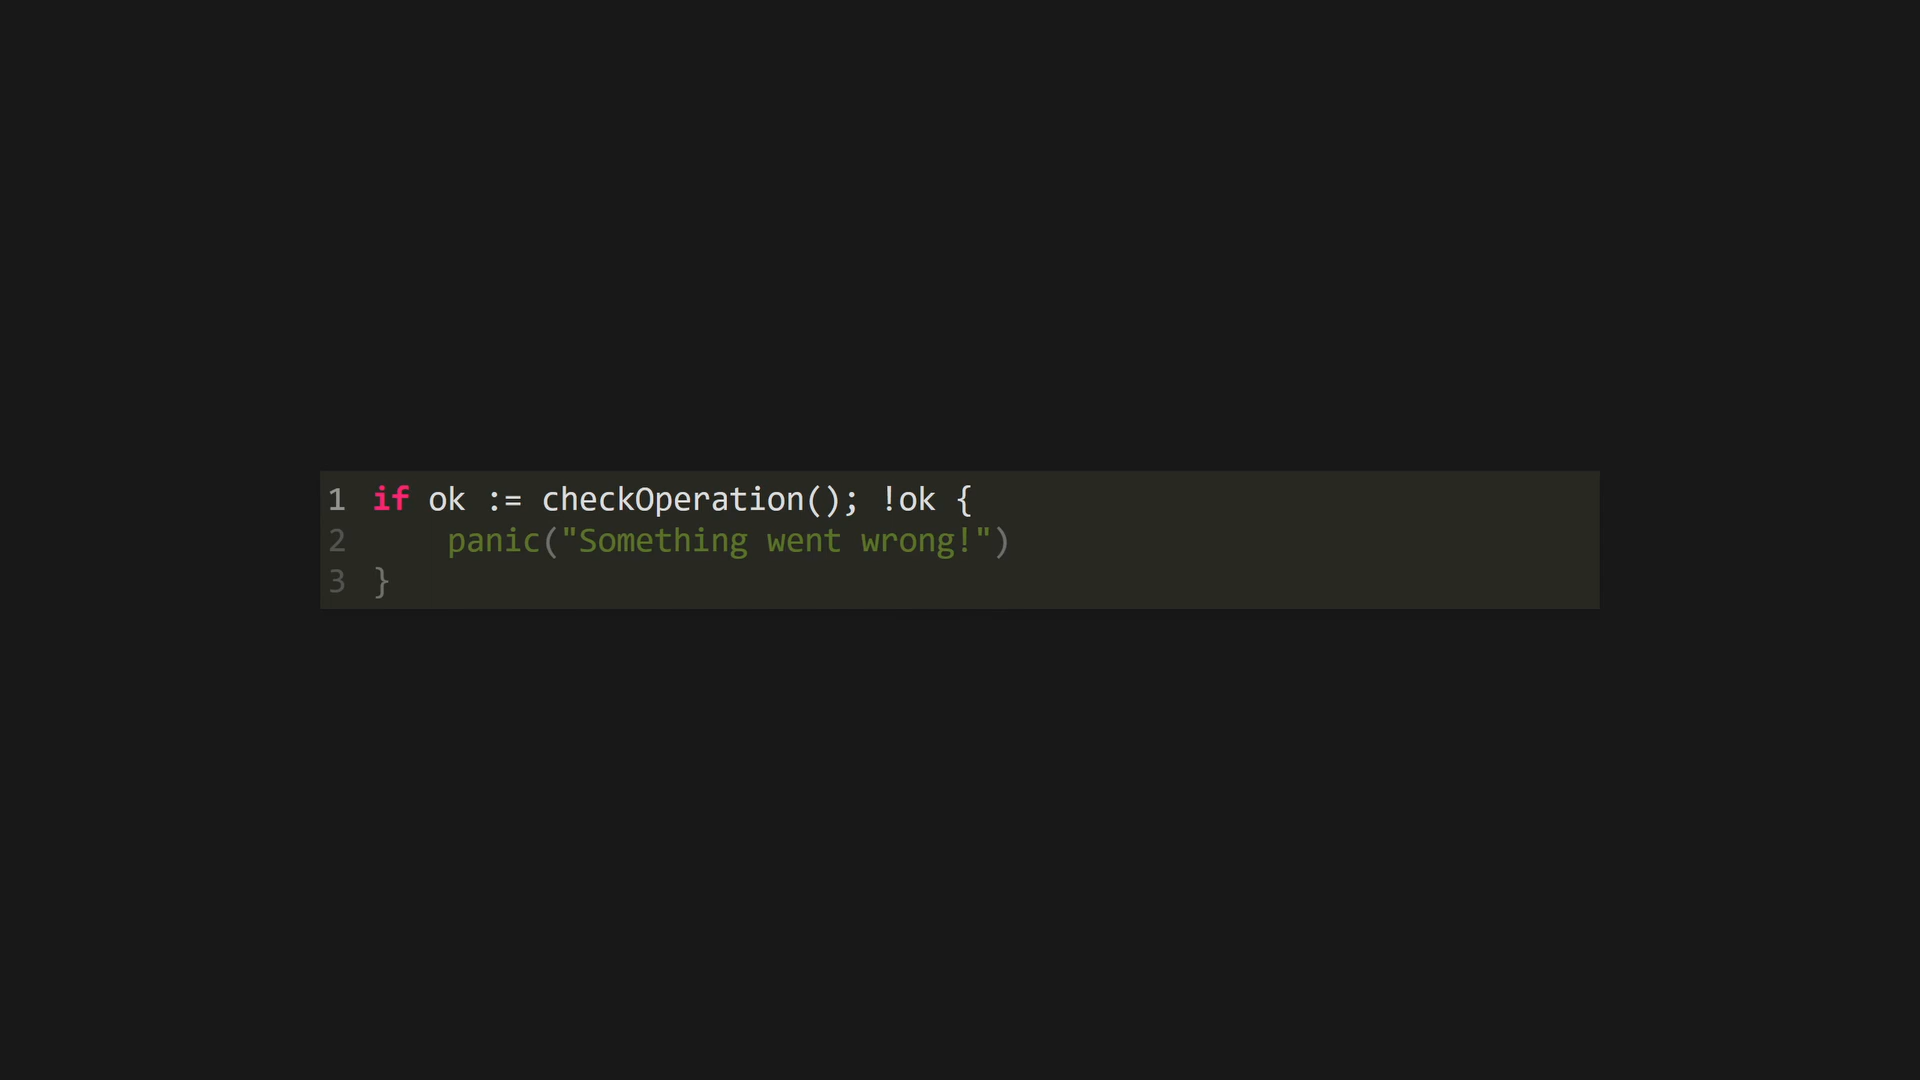 1 if ok := checkOperation(); !ok {
2     panic("Something went wrong!")
3 }